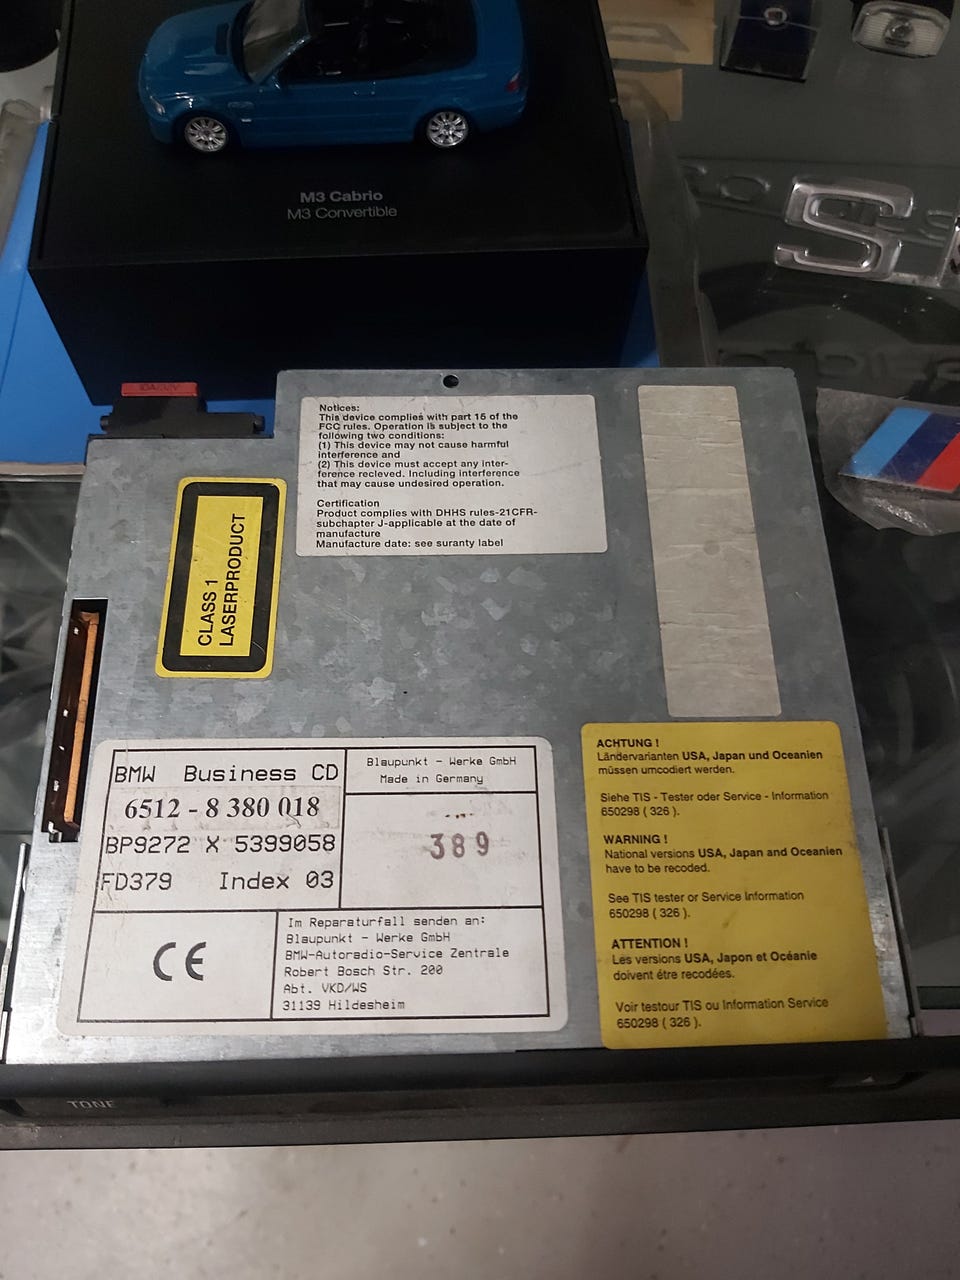 M3 Cabrio
M3 Convertible
S
10A/32V
Notices:
This device complies with part 15 of the
FCC rules. Operation is subject to the
following two conditions:
(1) This device may not cause harmful
interference and
(2) This device must accept any inter-
ference recieved. Including interference
that may cause undesired operation.
Certification
Product complies with DHHS rules-21CFR-
subchapter J-applicable at the date of
manufacture
Manufacture date: see suranty label
CLASS 1
LASERPRODUCT
BMW Business CD
6512 - 8 380 018
BP9272 X 5399058
FD379 Index 03
Blaupunkt - Werke GmbH
Made in Germany
389
CE
Im Reparaturfall senden an:
Blaupunkt - Werke GmbH
BMW-Autoradio-Service Zentrale
Robert Bosch Str. 200
Abt. VKD/WS
31139 Hildesheim
ACHTUNG !
Ländervarianten USA, Japan und Oceanien
müssen umcodiert werden.
Siehe TIS - Tester oder Service - Information
650298 ( 326 ).
WARNING !
National versions USA, Japan and Oceanien
have to be recoded.
See TIS tester or Service Information
650298 ( 326 ).
ATTENTION !
Les versions USA, Japon et Océanie
doivent étre recodées.
Voir testour TIS ou Information Service
650298 ( 326 ).
TONE